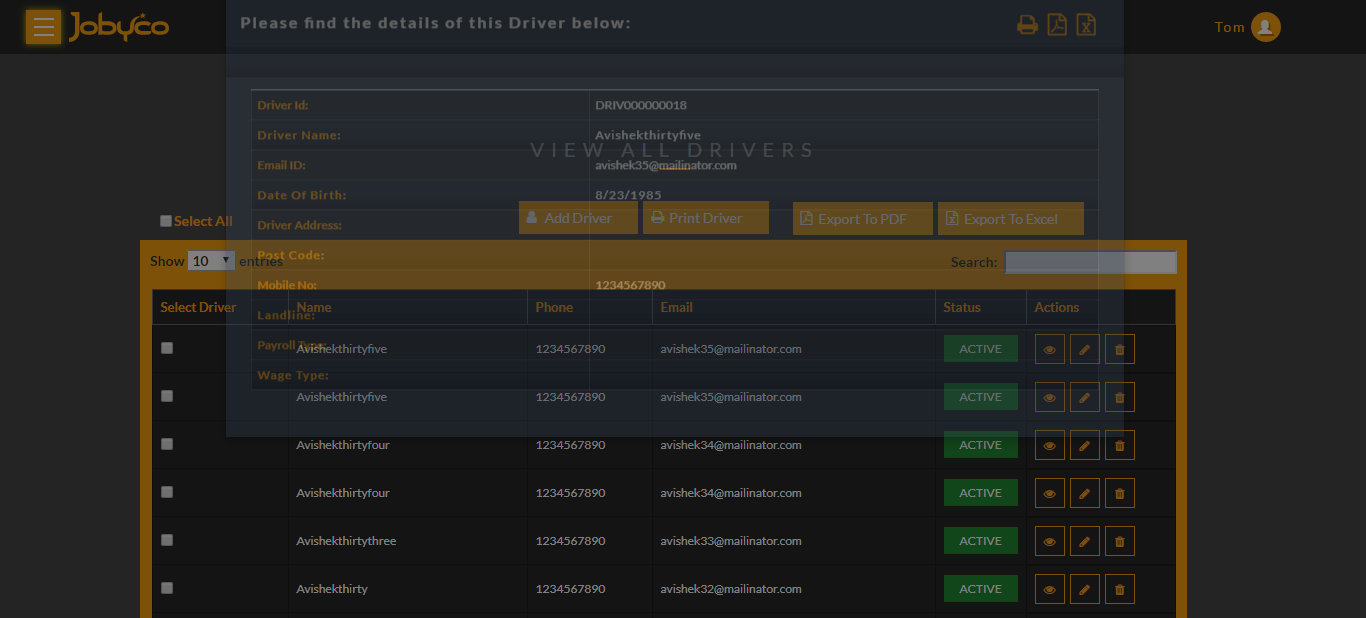 Please find the details of this Driver below:
Jobyco
Tom
Driver Id: DRIV000000018
Driver Name: Avishekthirtyfive
VIEW ALL DRIVERS
Email ID: avishek35@mailinator.com
Date Of Birth: 8/23/1985
Select All
Add Driver Print Driver Export To PDF Export To Excel
Driver Address:
Post Code:
Show 10 entries Search:
Mobile No: 1234567890
Select Driver Name Phone Email Status Actions
Landline:
Payroll Type:
Avishekthirtyfive 1234567890 avishek35@mailinator.com ACTIVE
Wage Type:
Avishekthirtyfive 1234567890 avishek35@mailinator.com ACTIVE
Avishekthirtyfour 1234567890 avishek34@mailinator.com ACTIVE
Avishekthirtyfour 1234567890 avishek34@mailinator.com ACTIVE
Avishekthirtythree 1234567890 avishek33@mailinator.com ACTIVE
Avishekthirty 1234567890 avishek32@mailinator.com ACTIVE